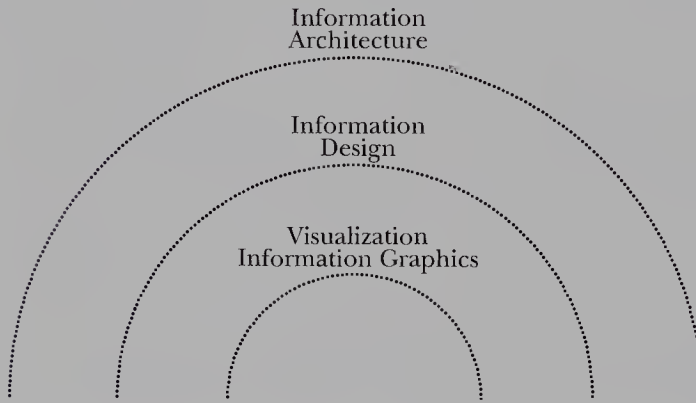 Information
Architecture
Information
Design
Visualization
Information Graphics